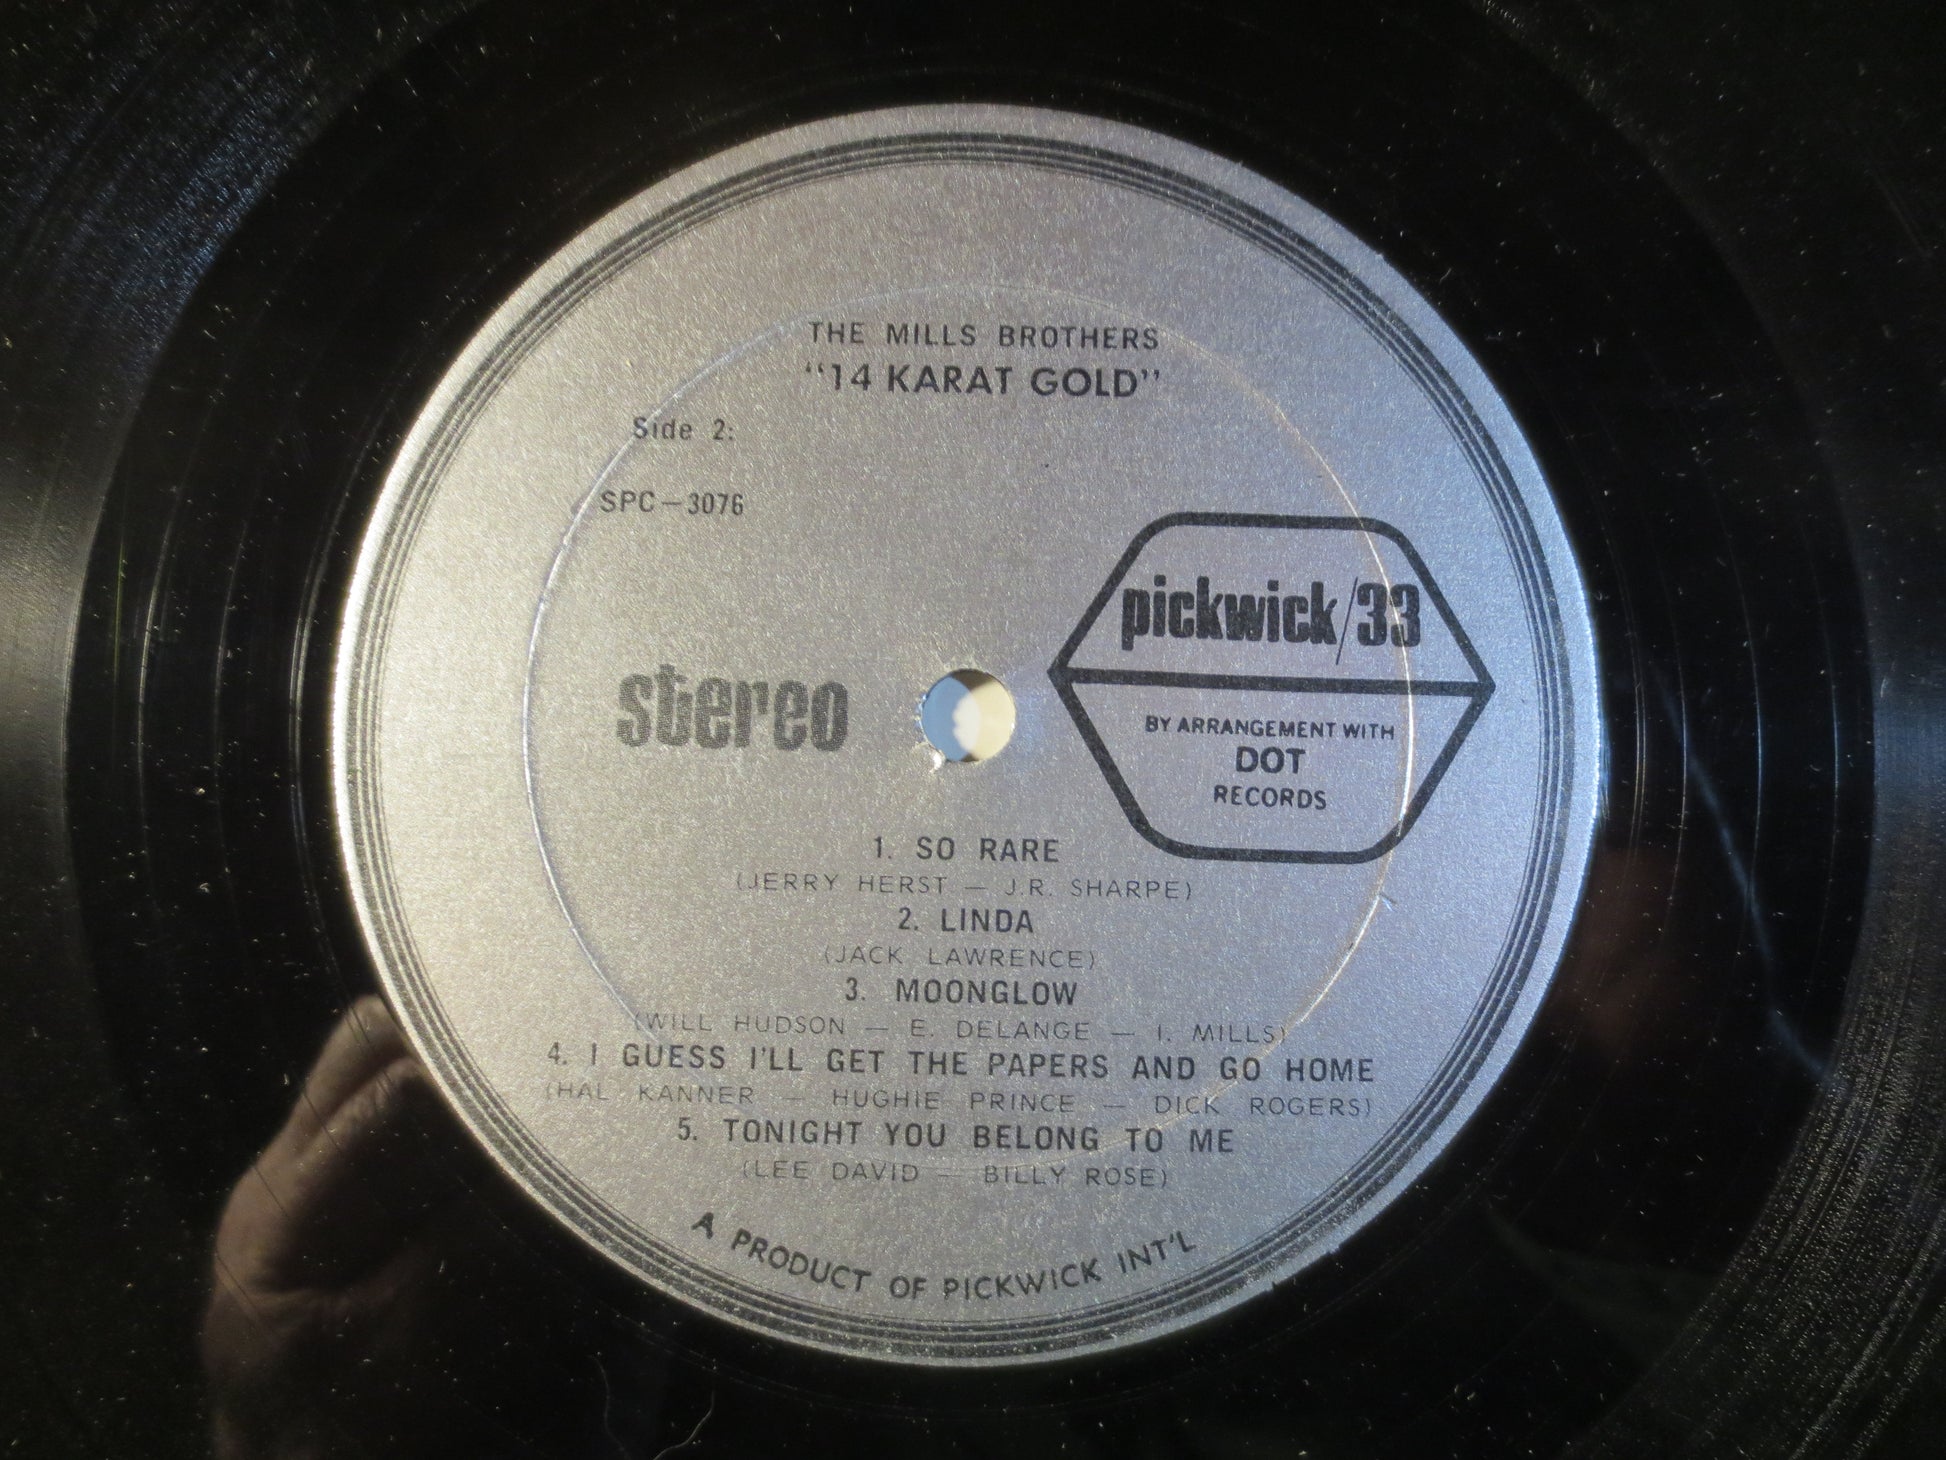 THE MILLS BROTHERS
"14 KARAT GOLD"
Side 2:
SPC-3076
pickwick/33
stereo
BY ARRANGEMENT WITH
DOT
RECORDS
1. SO RARE
(JERRY HERST — J.R. SHARPE)
2. LINDA
(JACK LAWRENCE)
3. MOONGLOW
(WILL HUDSON — E. DELANGE — I. MILLS)
4. I GUESS I'LL GET THE PAPERS AND GO HOME
(HAL KANNER — HUGHIE PRINCE — DICK ROGERS)
5. TONIGHT YOU BELONG TO ME
(LEE DAVID — BILLY ROSE)
A PRODUCT OF PICKWICK INT'L